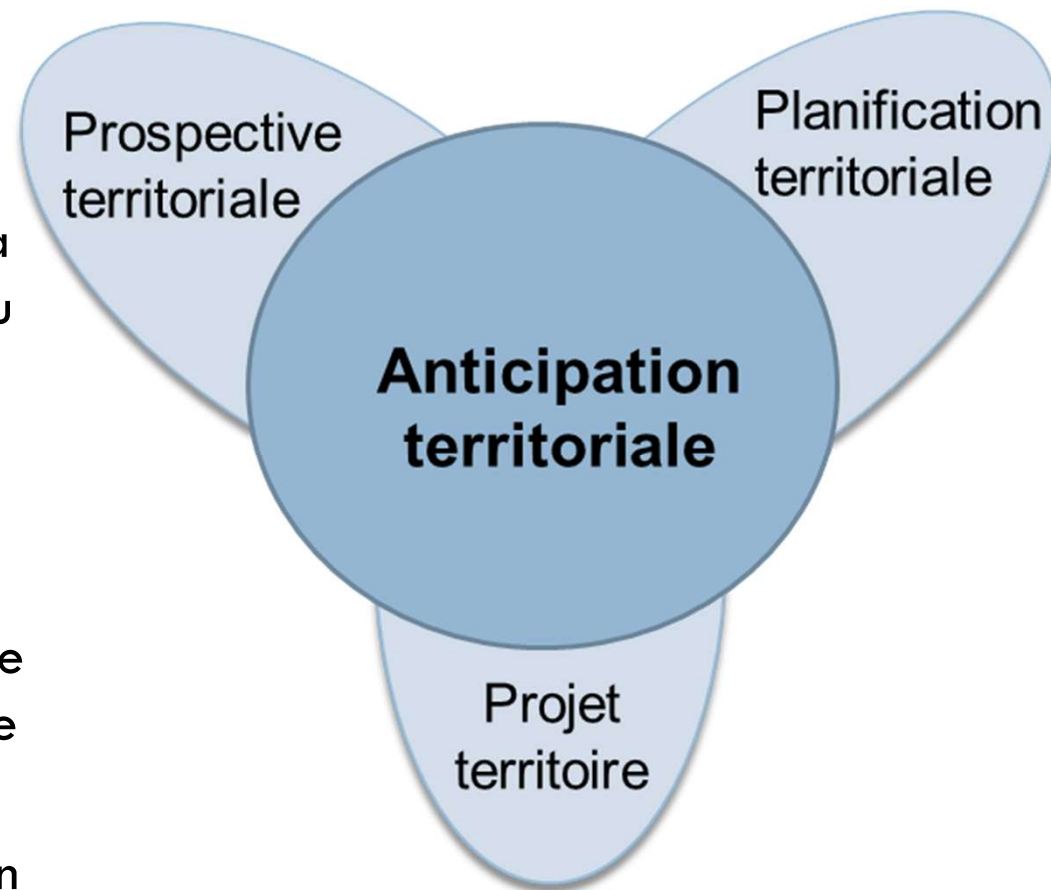 Prospective
territoriale
Planification
territoriale
a
u
Anticipation
territoriale
e
e
Projet
territoire
n